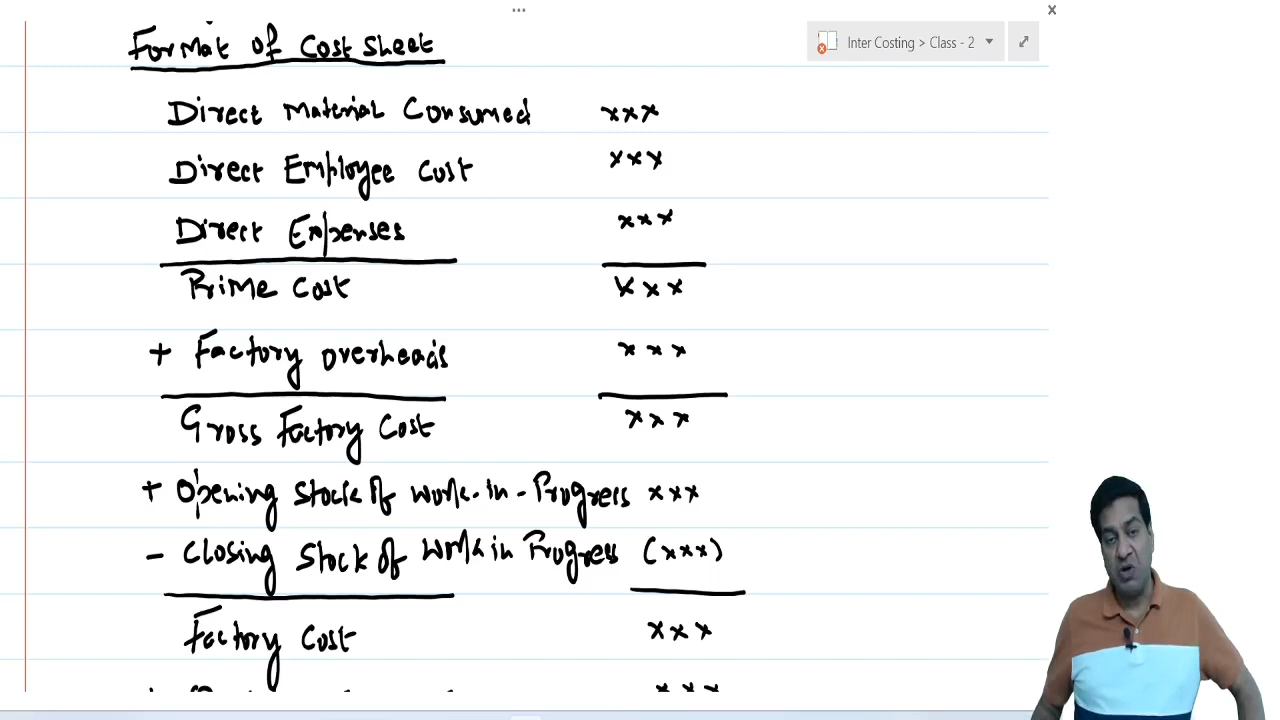 Format of Cost Sheet
Inter Costing > Class - 2
Direct Material Consumed xxx
Direct Employee Cost xxx
Direct Expenses xxx
Prime Cost xxx
+ Factory overheads xxx
Gross Factory Cost xxx
+ Opening Stock of work-in-Progress xxx
- Closing Stock of work in Progress (xxx)
Factory Cost xxx
xxx